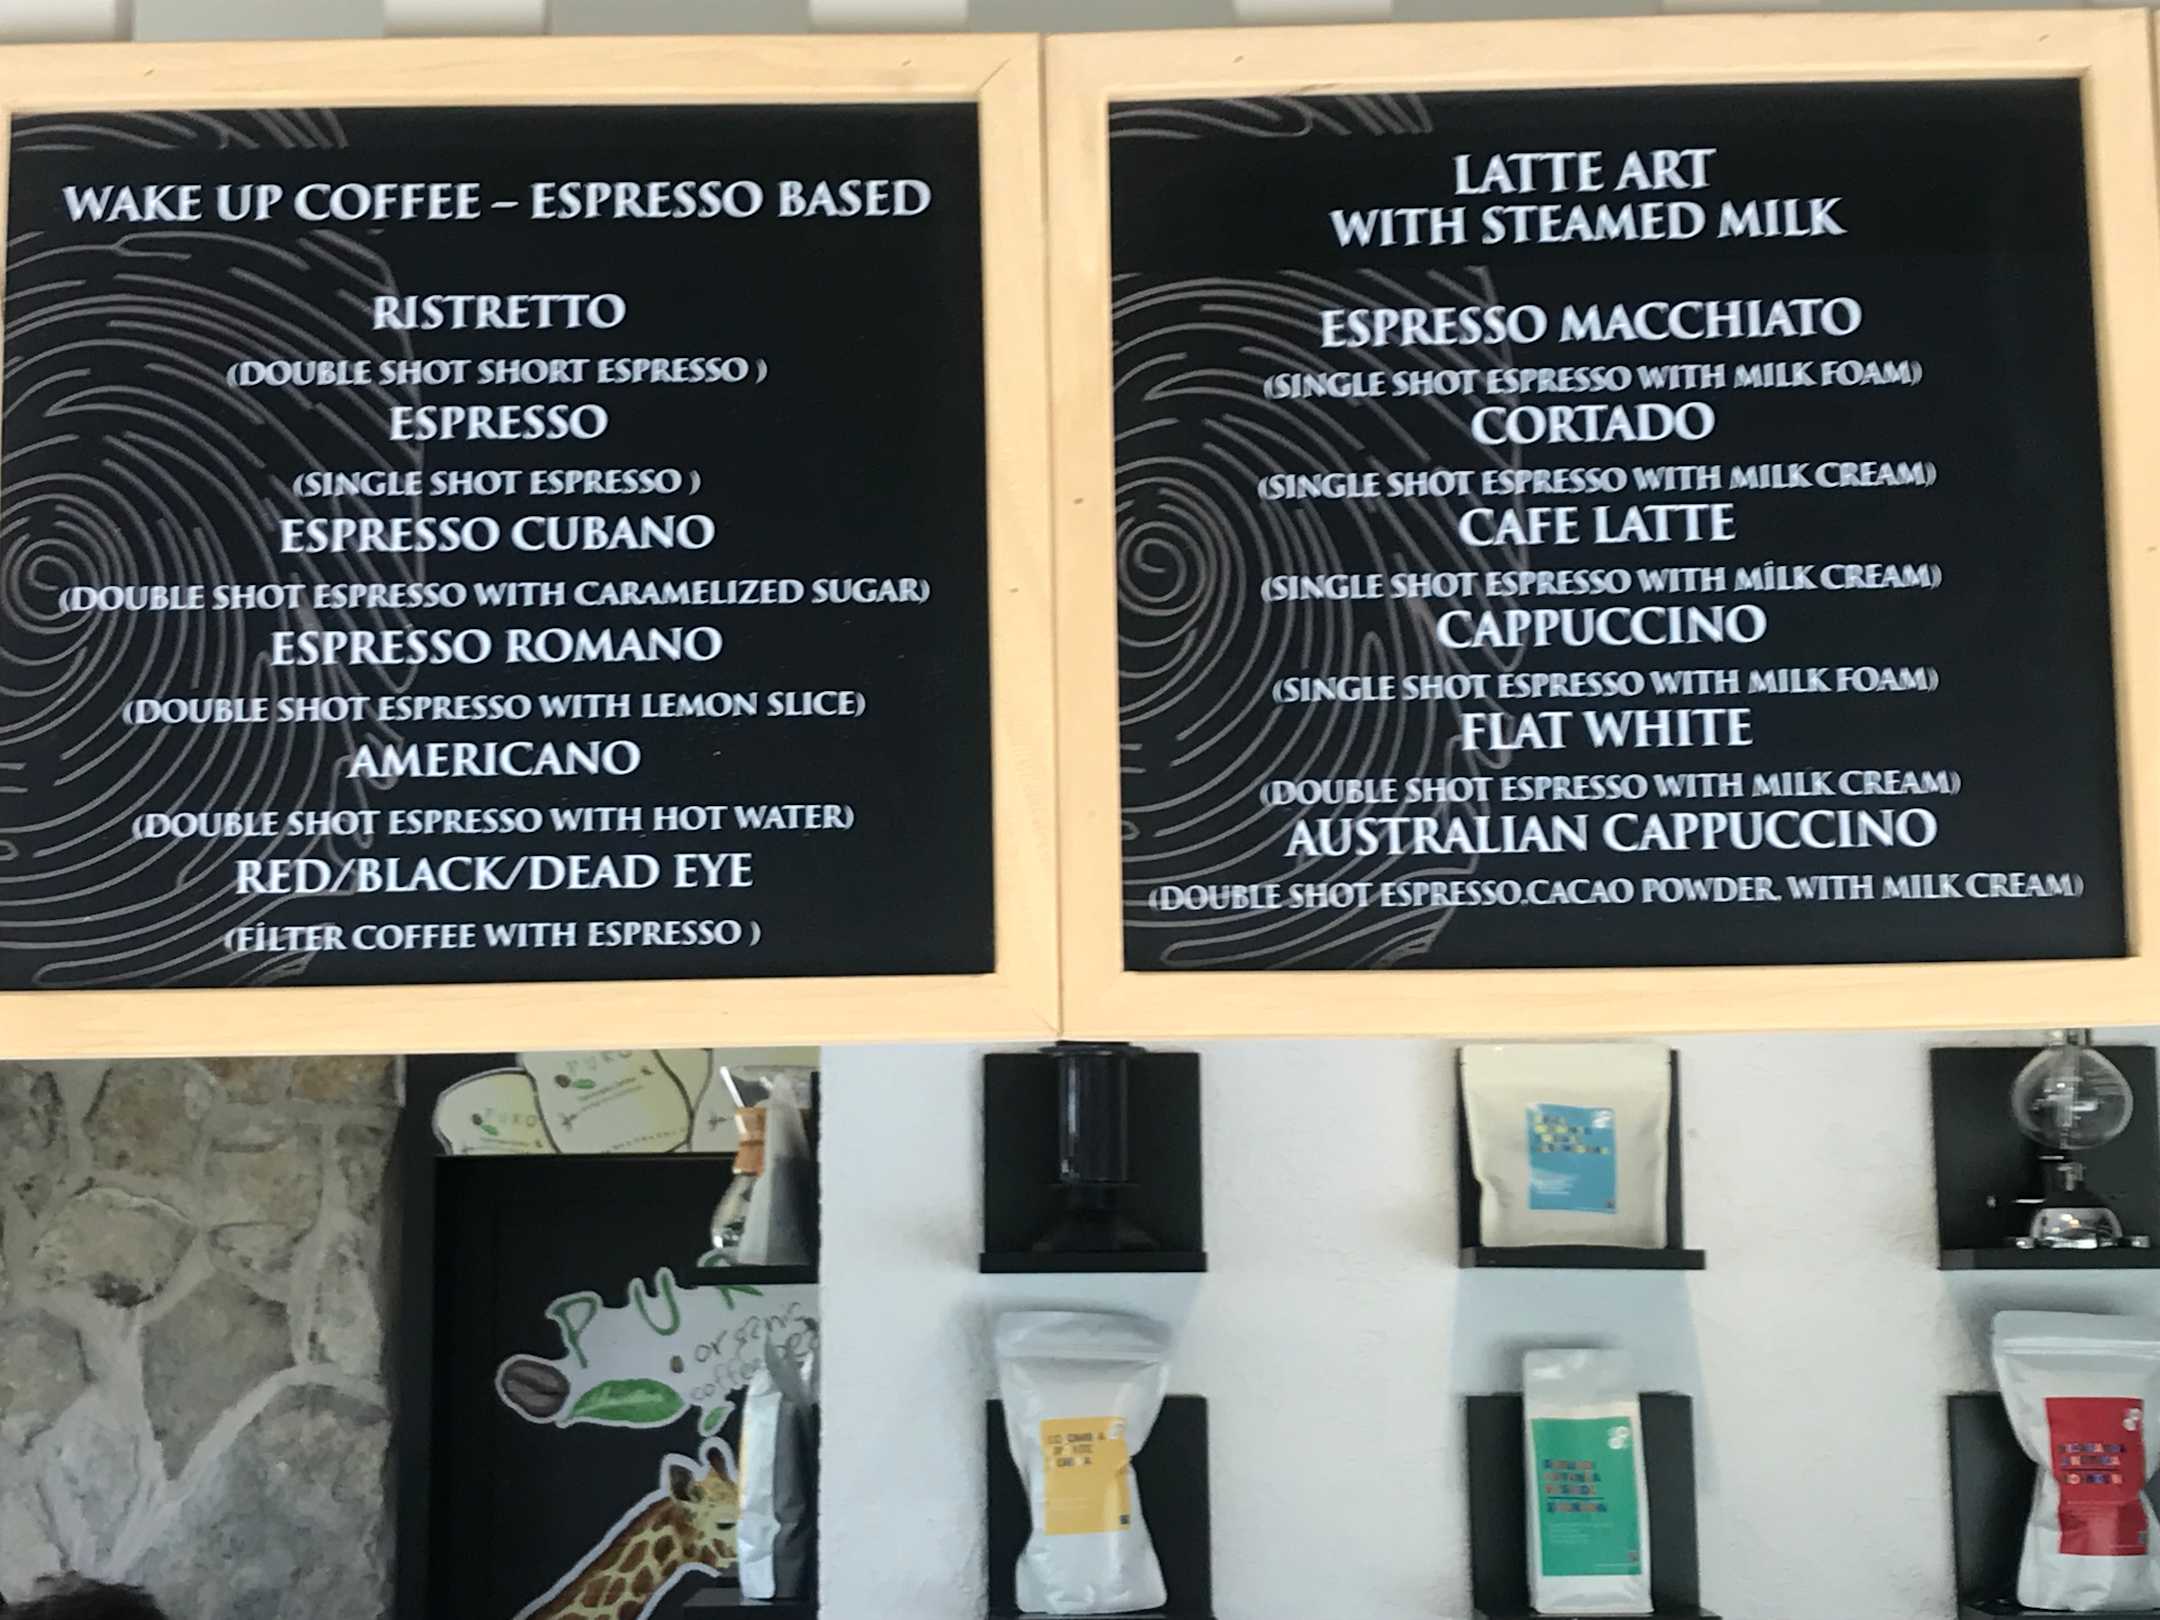 WAKE UP COFFEE – ESPRESSO BASED
RISTRETTO
(DOUBLE SHOT SHORT ESPRESSO )
ESPRESSO
(SINGLE SHOT ESPRESSO )
ESPRESSO CUBANO
(DOUBLE SHOT ESPRESSO WITH CARAMELIZED SUGAR)
ESPRESSO ROMANO
(DOUBLE SHOT ESPRESSO WITH LEMON SLICE)
AMERICANO
(DOUBLE SHOT ESPRESSO WITH HOT WATER)
RED/BLACK/DEAD EYE
(FİLTER COFFEE WITH ESPRESSO )
LATTE ART
WITH STEAMED MILK
ESPRESSO MACCHIATO
(SINGLE SHOT ESPRESSO WITH MILK FOAM)
CORTADO
(SINGLE SHOT ESPRESSO WITH MILK CREAM)
CAFE LATTE
(SINGLE SHOT ESPRESSO WITH MİLK CREAM)
CAPPUCCINO
(SINGLE SHOT ESPRESSO WITH MILK FOAM)
FLAT WHITE
(DOUBLE SHOT ESPRESSO WITH MILK CREAM)
AUSTRALIAN CAPPUCCINO
(DOUBLE SHOT ESPRESSO,CACAO POWDER, WITH MILK CREAM)
PURO
PURO
PUR
organic
coffee